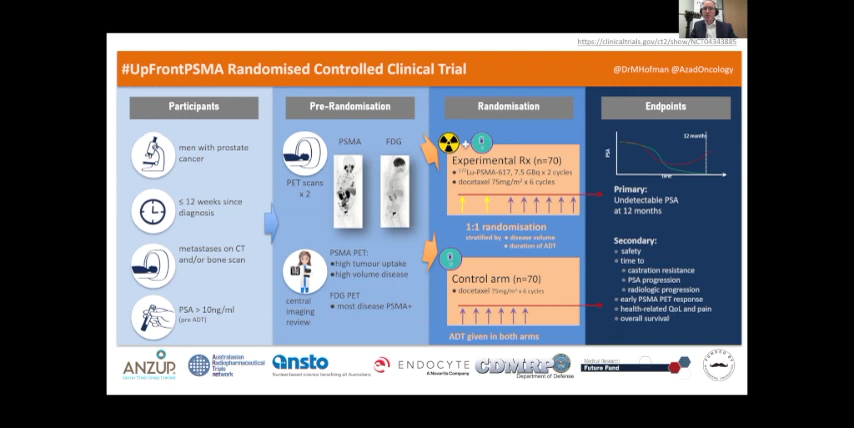 https://clinicaltrials.gov/ct2/show/NCT04343885
#UpFrontPSMA Randomised Controlled Clinical Trial
@DrMHofman @AzadOncology
Participants
men with prostate
cancer
≤ 12 weeks since
diagnosis
metastases on CT
and/or bone scan
PSA > 10ng/ml
(pre ADT)
Pre-Randomisation
PSMA FDG
PET scans
x 2
central
imaging
review
PSMA PET:
●high tumour uptake
●high volume disease
FDG PET
● most disease PSMA+
Randomisation
+
Experimental Rx (n=70)
● 177Lu-PSMA-617, 7.5 GBq x 2 cycles
● docetaxel 75mg/m² x 6 cycles
1:1 randomisation
stratified by ● disease volume
● duration of ADT
Control arm (n=70)
● docetaxel 75mg/m² x 6 cycles
ADT given in both arms
Endpoints
12 months
PSA
time
Primary:
Undetectable PSA
at 12 months
Secondary:
safety
time to
castration resistance
PSA progression
radiologic progression
early PSMA PET response
health-related QoL and pain
overall survival
ANZUP
Cancer Trials Group Limited
Australasian
Radiopharmaceutical
Trials
network
ansto
Nuclear-based science benefiting all Australians
ENDOCYTE
A Novartis Company
CDMRP
Department of Defense
Medical Research
Future Fund
FUNDED BY